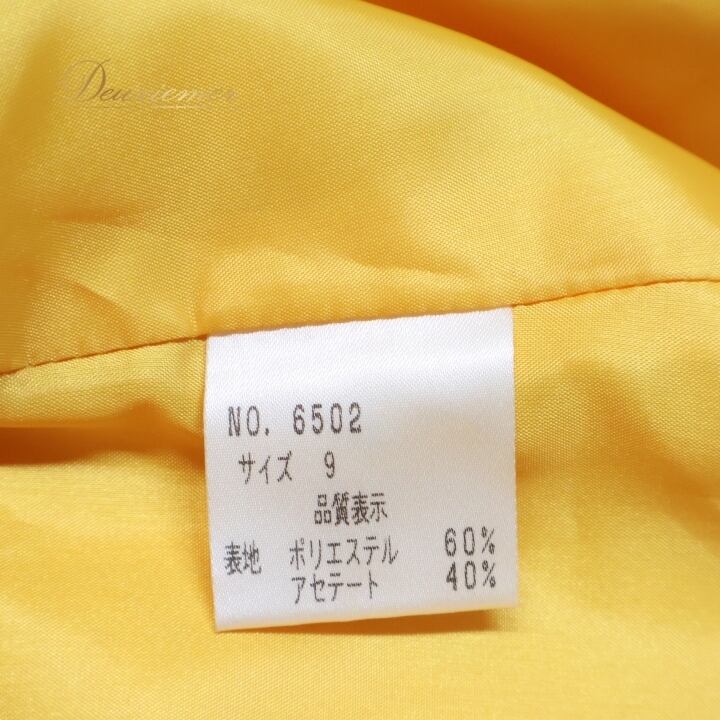 Deuxiemer
NO. 6502
サイズ 9
品質表示
表地 ポリエステル 60%
アセテート 40%